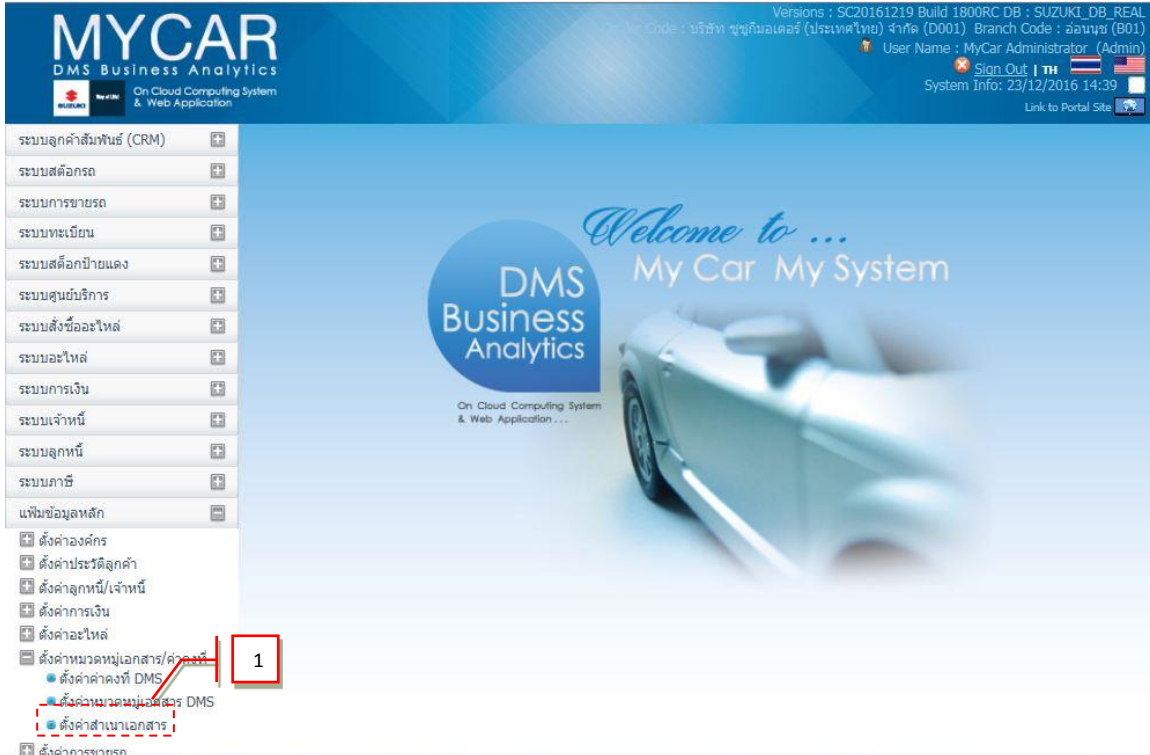 MYCAR
DMS Business Analytics
On Cloud Computing System
& Web Application
SUZUKI
Way of Life!
Versions : SC20161219 Build 1800RC DB : SUZUKI_DB_REAL
Code : บริษัท ซูซูกิมอเตอร์ (ประเทศไทย) จำกัด (D001) Branch Code : อ่อนนุช (B01)
User Name : MyCar Administrator (Admin)
Sign Out | TH
System Info: 23/12/2016 14:39
Link to Portal Site
ระบบลูกค้าสัมพันธ์ (CRM)
ระบบสต๊อกรถ
ระบบการขายรถ
ระบบทะเบียน
ระบบสต็อกป้ายแดง
ระบบศูนย์บริการ
ระบบสั่งซื้ออะไหล่
ระบบอะไหล่
ระบบการเงิน
ระบบเจ้าหนี้
ระบบลูกหนี้
ระบบภาษี
แฟ้มข้อมูลหลัก
ตั้งค่าองค์กร
ตั้งค่าประวัติลูกค้า
ตั้งค่าลูกหนี้/เจ้าหนี้
ตั้งค่าการเงิน
ตั้งค่าอะไหล่
ตั้งค่าหมวดหมู่เอกสาร/ค่าคงที่
ตั้งค่าค่าคงที่ DMS
ตั้งค่าหมวดหมู่เอกสาร DMS
ตั้งค่าสำเนาเอกสาร
ตั้งค่าการขายรถ
1
Welcome to ...
My Car My System
DMS
Business
Analytics
On Cloud Computing System
& Web Application . . .